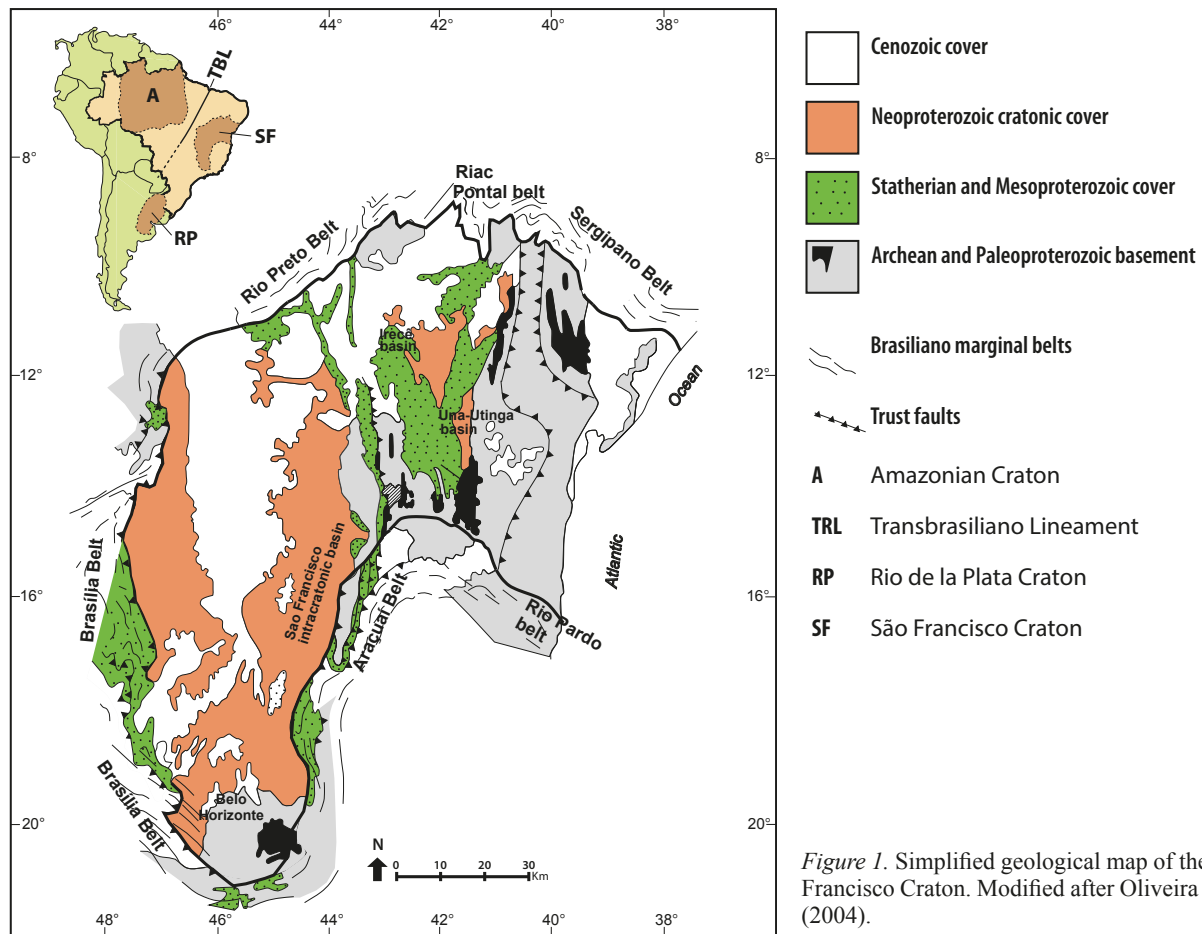 46°
44°
42°
40°
38°
TBL
A
SF
RP
8°
8°
Riac
Pontal belt
Sergipano Belt
Rio Preto Belt
Irecê
basin
12°
12°
Ocean
Una-Utinga
basin
Sao Francisco
intracratonic basin
Brasília Belt
Araçuaí Belt
Atlantic
16°
16°
Rio Pardo
belt
Brasília Belt
Belo
Horizonte
20°
20°
N
0 10 20 30
Km
48°
46°
44°
42°
40°
38°
Cenozoic cover
Neoproterozoic cratonic cover
Statherian and Mesoproterozoic cover
Archean and Paleoproterozoic basement
Brasiliano marginal belts
Trust faults
A Amazonian Craton
TRL Transbrasiliano Lineament
RP Rio de la Plata Craton
SF São Francisco Craton
Figure 1. Simplified geological map of the
Francisco Craton. Modified after Oliveira
(2004).